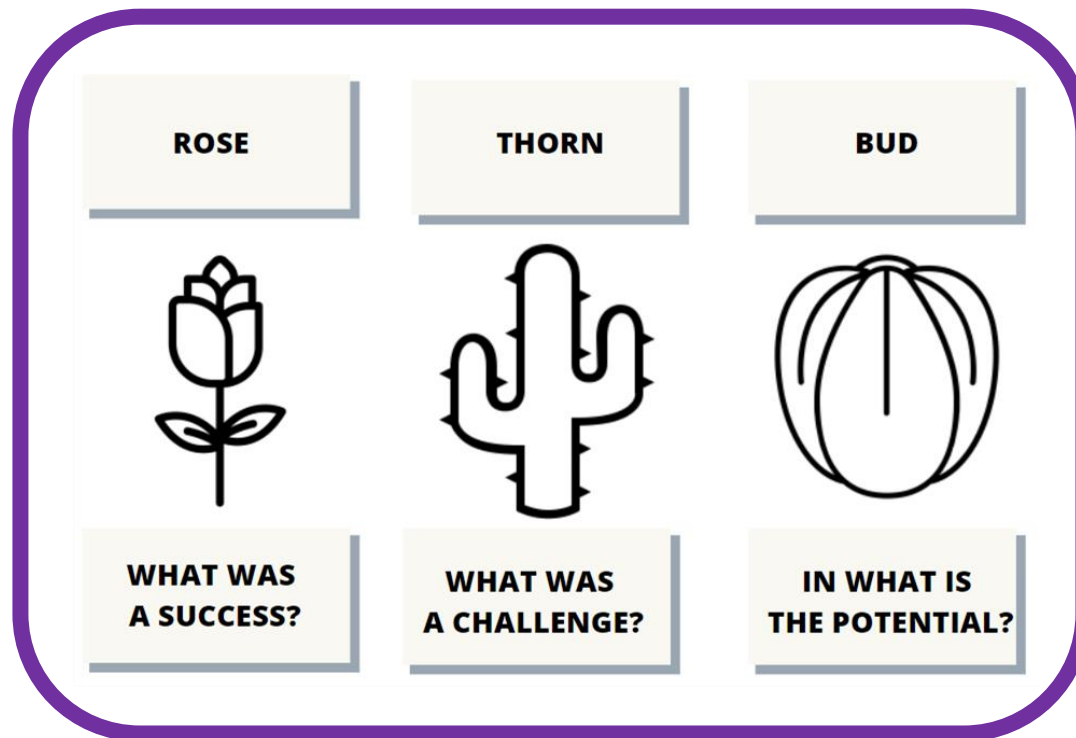 ROSE
THORN
BUD
WHAT WAS
A SUCCESS?
WHAT WAS
A CHALLENGE?
IN WHAT IS
THE POTENTIAL?